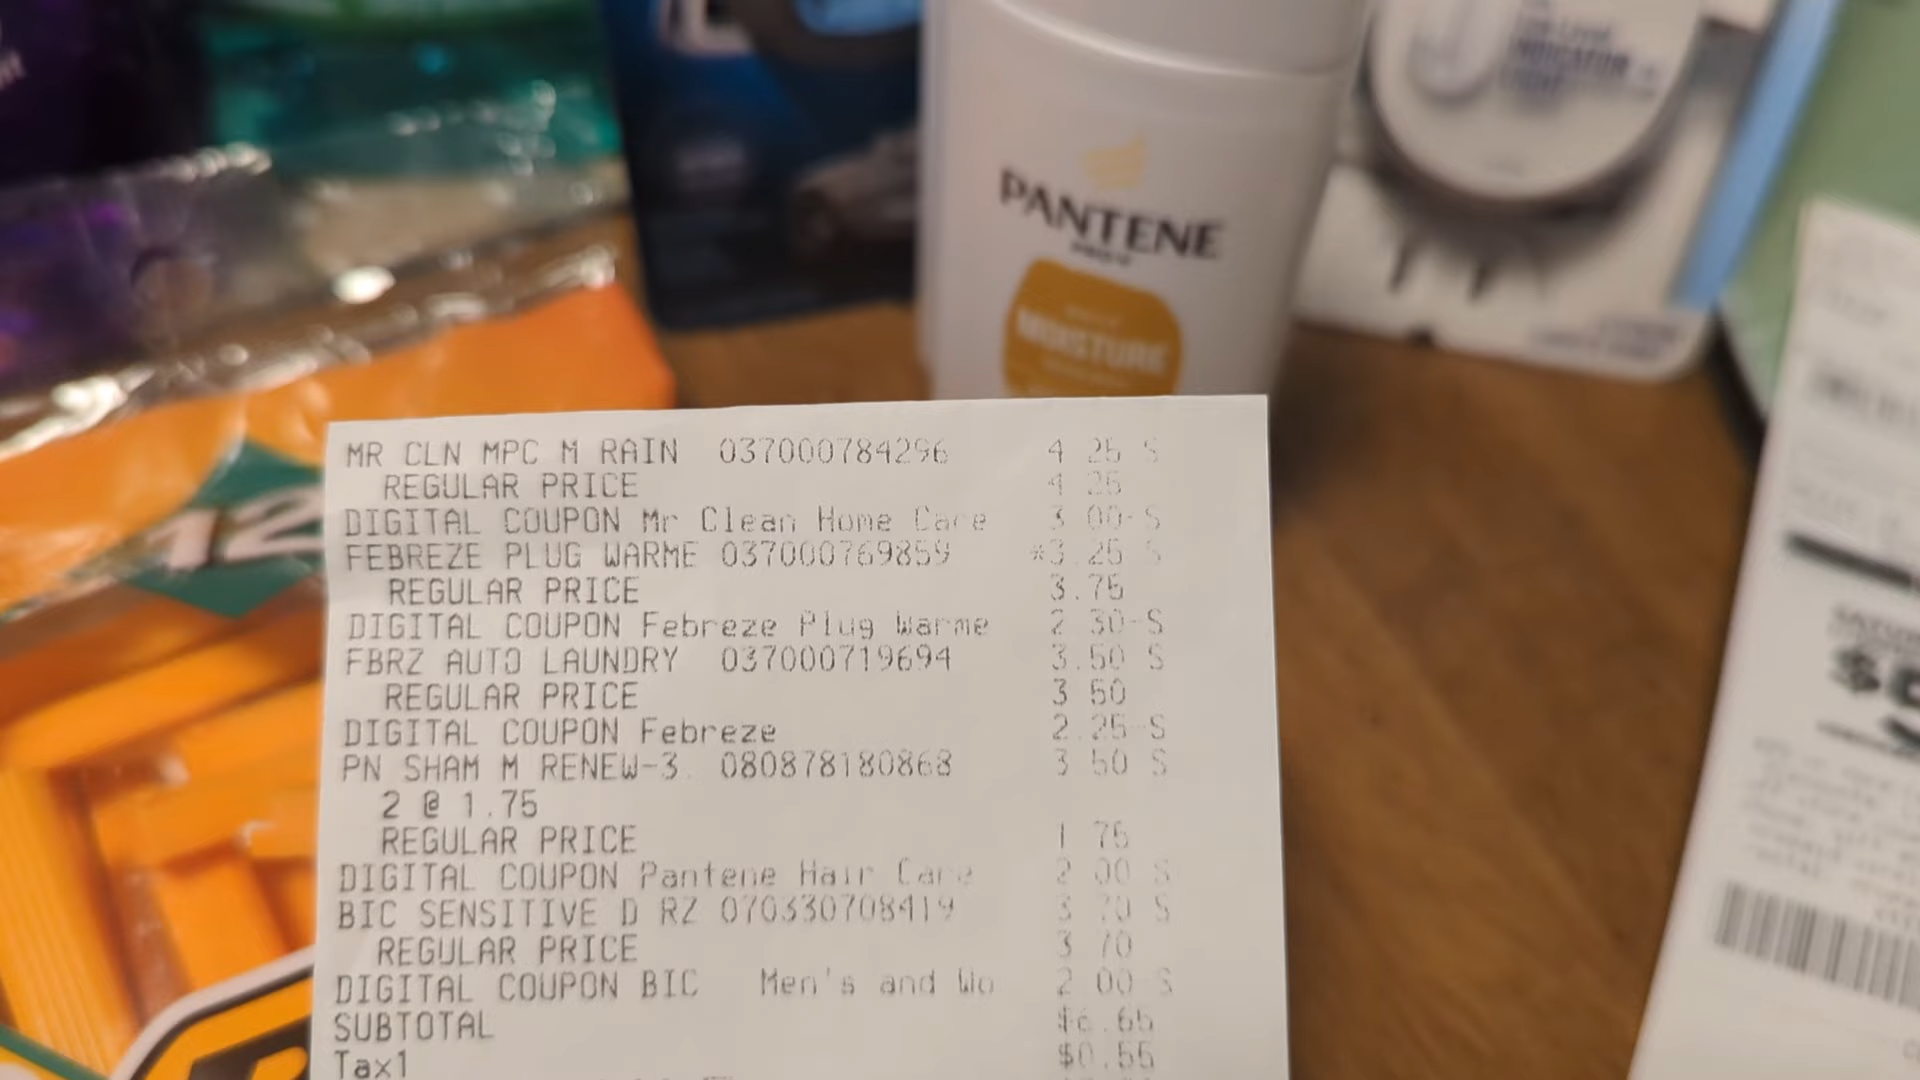 INDICATOR
PANTENE
PRO-V
MOISTURE
12
MR CLN MPC M RAIN 037000784296 4 25 S
REGULAR PRICE 4 25
DIGITAL COUPON Mr Clean Home Care 3 00-S
FEBREZE PLUG WARME 037000769859 *3.25 S
REGULAR PRICE 3.75
DIGITAL COUPON Febreze Plug Warme 2 30-S
FBRZ AUTO LAUNDRY 037000719694 3.50 S
REGULAR PRICE 3 50
DIGITAL COUPON Febreze 2.25-S
PN SHAM M RENEW-3. 080878180868 3 50 S
2 @ 1.75
REGULAR PRICE 1 75
DIGITAL COUPON Pantene Hair Care 2 00 S
BIC SENSITIVE D RZ 070330708419 3 70 S
REGULAR PRICE 3 70
DIGITAL COUPON BIC Men's and Wo 2 00-S
SUBTOTAL $6.65
Tax1 $0.55